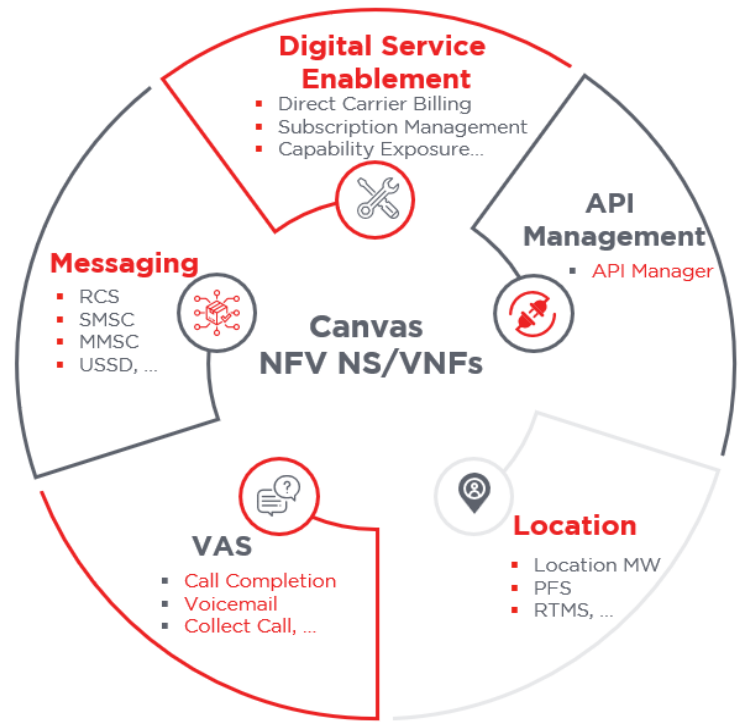 Digital Service
Enablement
▪ Direct Carrier Billing
▪ Subscription Management
▪ Capability Exposure...
API
Management
▪ API Manager
Messaging
▪ RCS
▪ SMSC
▪ MMSC
▪ USSD, ...
Canvas
NFV NS/VNFs
VAS
▪ Call Completion
▪ Voicemail
▪ Collect Call, ...
Location
▪ Location MW
▪ PFS
▪ RTMS, ...
?